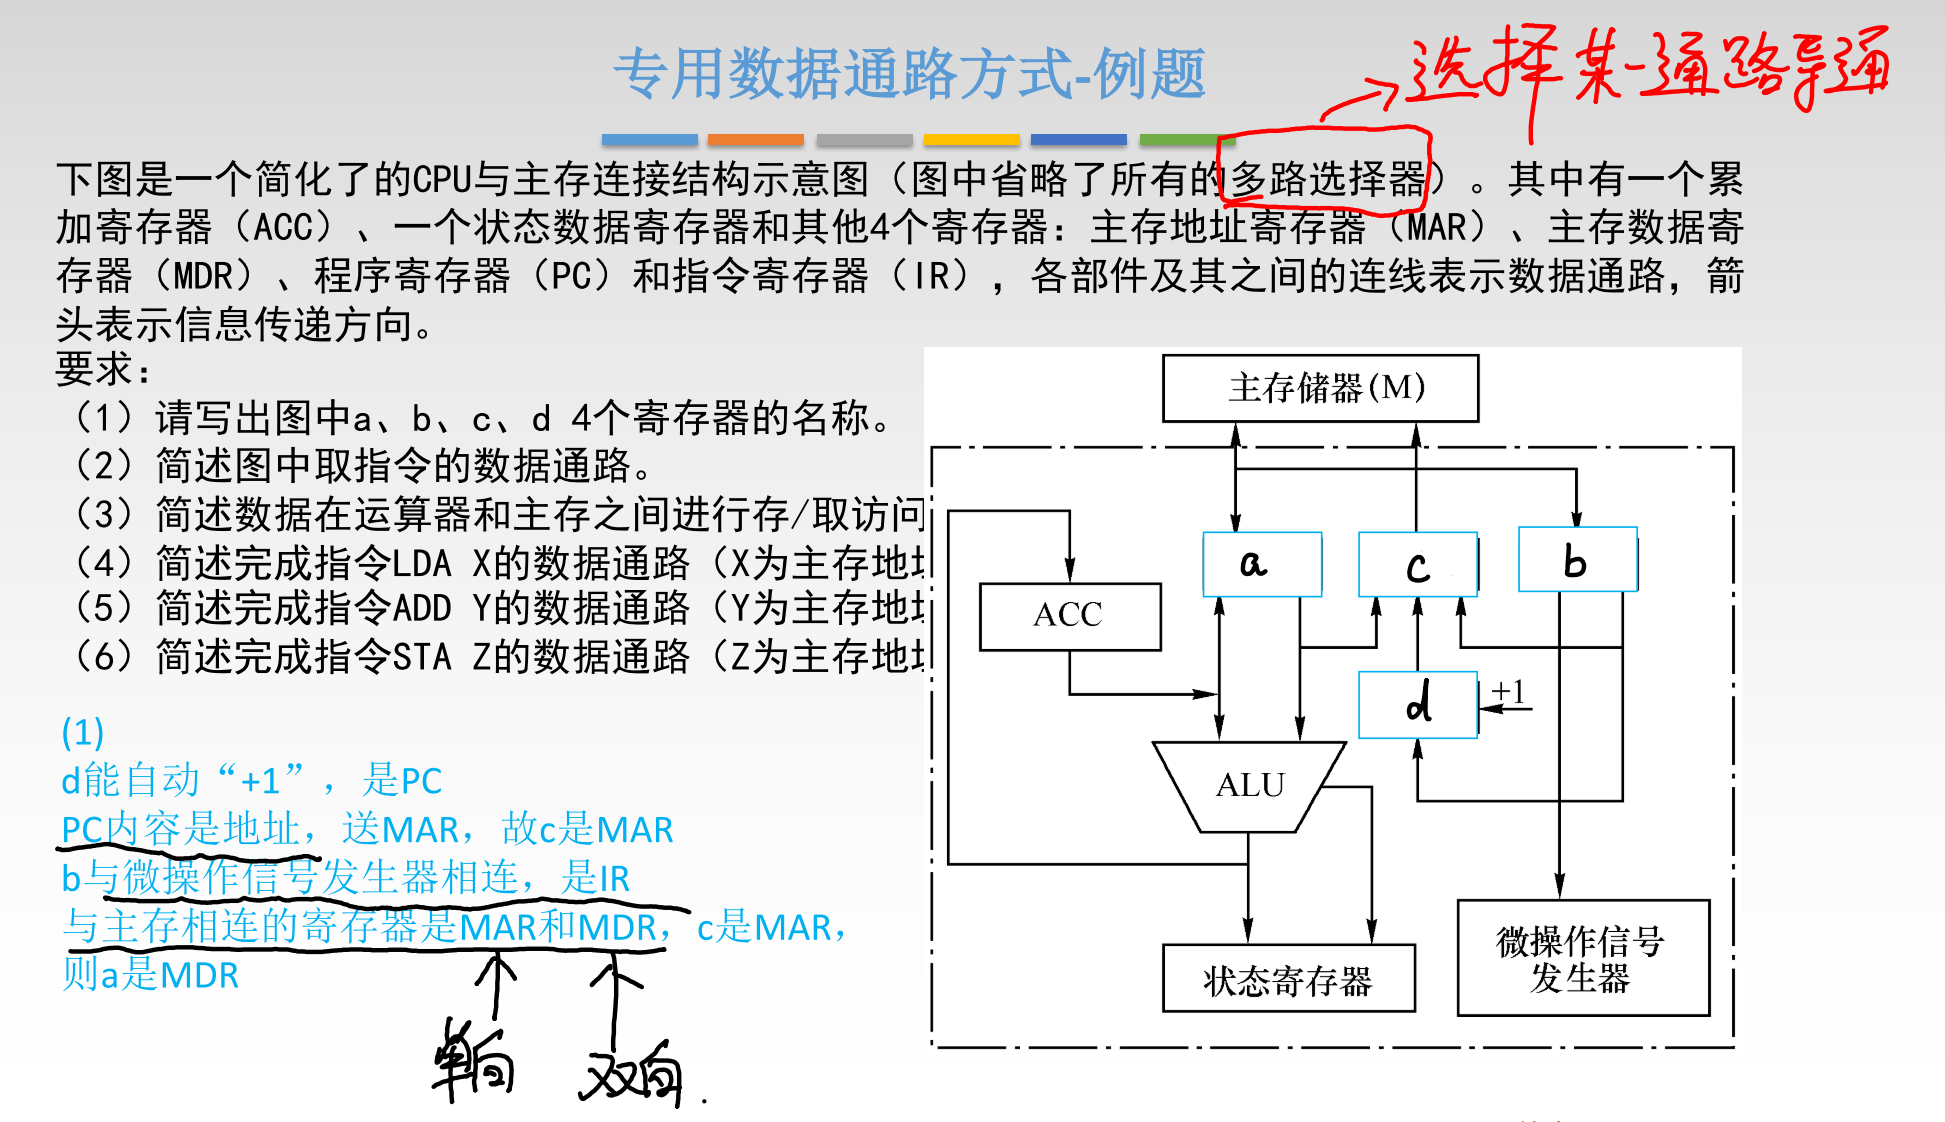 专用数据通路方式-例题
选择某一通路导通
下图是一个简化了的CPU与主存连接结构示意图（图中省略了所有的多路选择器）。其中有一个累
加寄存器（ACC）、一个状态数据寄存器和其他4个寄存器：主存地址寄存器（MAR）、主存数据寄
存器（MDR）、程序寄存器（PC）和指令寄存器（IR），各部件及其之间的连线表示数据通路，箭
头表示信息传递方向。
要求：
（1）请写出图中a、b、c、d 4个寄存器的名称。
（2）简述图中取指令的数据通路。
（3）简述数据在运算器和主存之间进行存/取访问
（4）简述完成指令LDA X的数据通路（X为主存地
（5）简述完成指令ADD Y的数据通路（Y为主存地
（6）简述完成指令STA Z的数据通路（Z为主存地
(1)
d能自动“+1”，是PC
PC内容是地址，送MAR，故c是MAR
b与微操作信号发生器相连，是IR
与主存相连的寄存器是MAR和MDR，c是MAR，
则a是MDR
单向
双向.
主存储器(M)
a
c
b
ACC
d
+1
ALU
状态寄存器
微操作信号
发生器